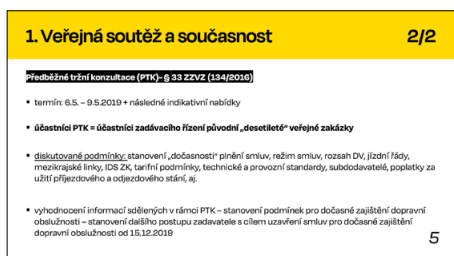 1. Veřejná soutěž a současnost
2/2
Předběžné tržní konzultace (PTK)- § 33 ZZVZ (134/2016)
▪ termín: 6.5. – 9.5.2019 + následné indikativní nabídky
▪ účastníci PTK = účastníci zadávacího řízení původní „desetileté“ veřejné zakázky
▪ diskutované podmínky: stanovení „dočasnosti“ plnění smluv, režim smluv, rozsah DV, jízdní řády,
mezikrajské linky, IDS ZK, tarifní podmínky, technické a provozní standardy, subdodavatelé, poplatky za
užití příjezdového a odjezdového stání, aj.
▪ vyhodnocení informací sdělených v rámci PTK – stanovení podmínek pro dočasné zajištění dopravní
obslužnosti – stanovení dalšího postupu zadavatele s cílem uzavření smluv pro dočasné zajištění
dopravní obslužnosti od 15.12.2019
5